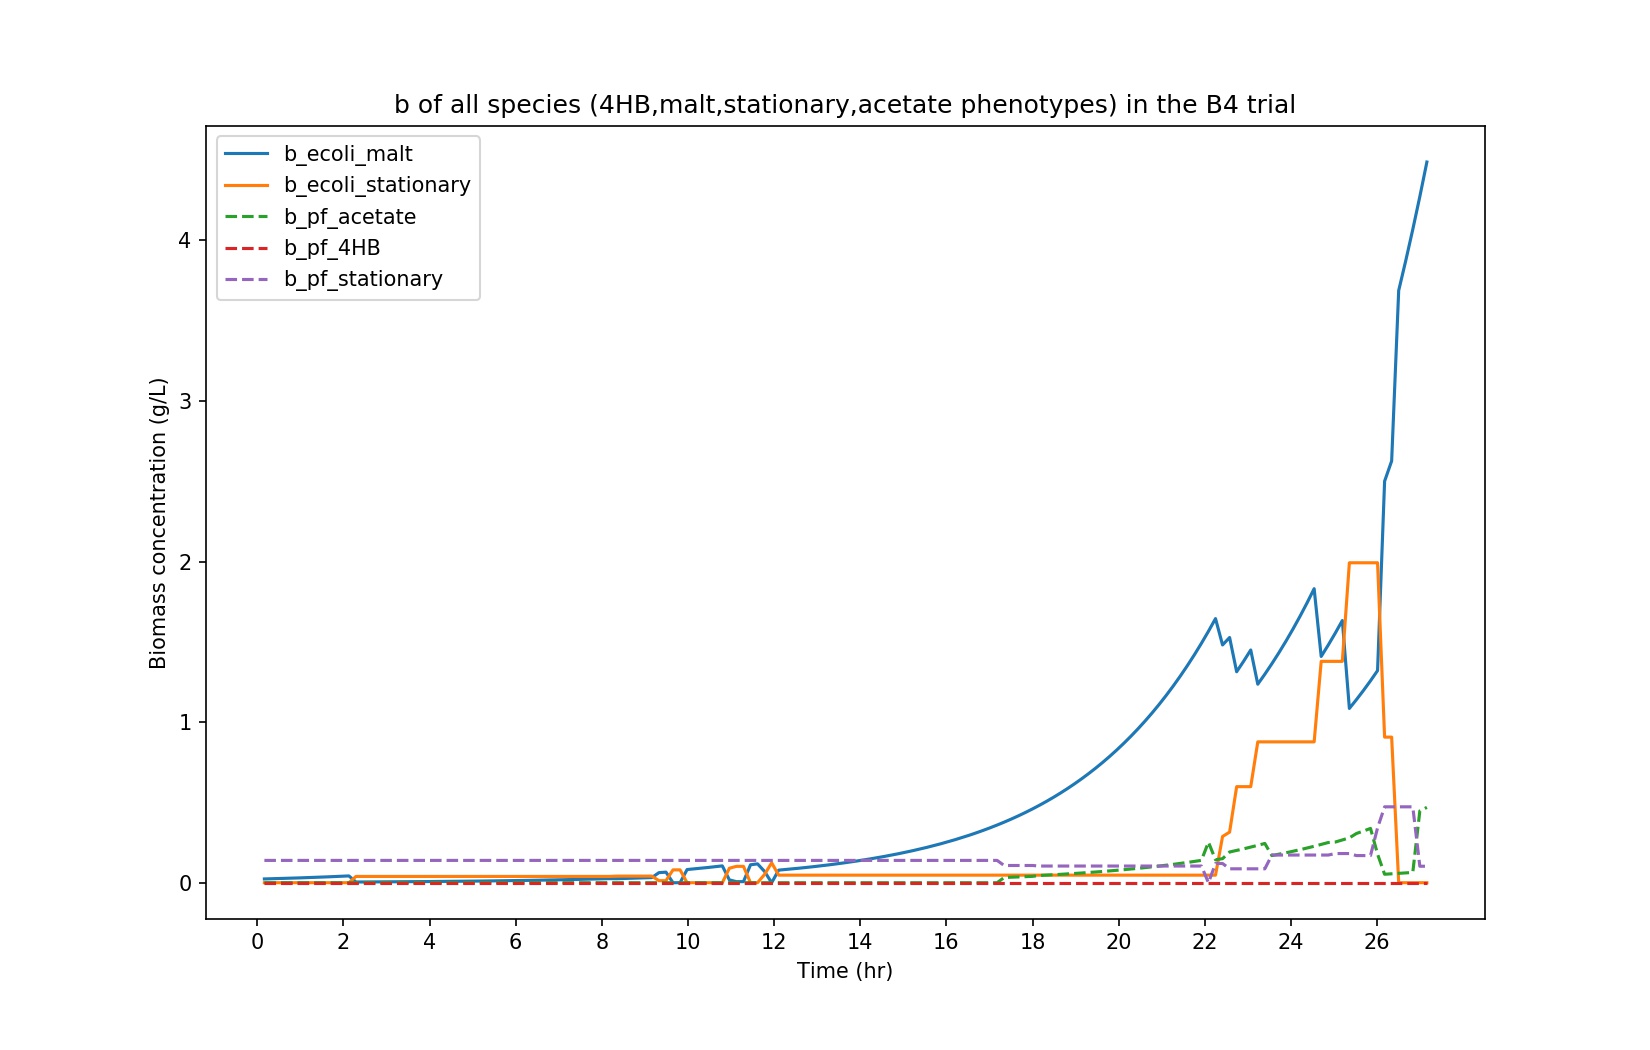 b of all species (4HB,malt,stationary,acetate phenotypes) in the B4 trial
b_ecoli_malt
b_ecoli_stationary
b_pf_acetate
b_pf_4HB
b_pf_stationary
Biomass concentration (g/L)
4
3
2
1
0
0 2 4 6 8 10 12 14 16 18 20 22 24 26
Time (hr)